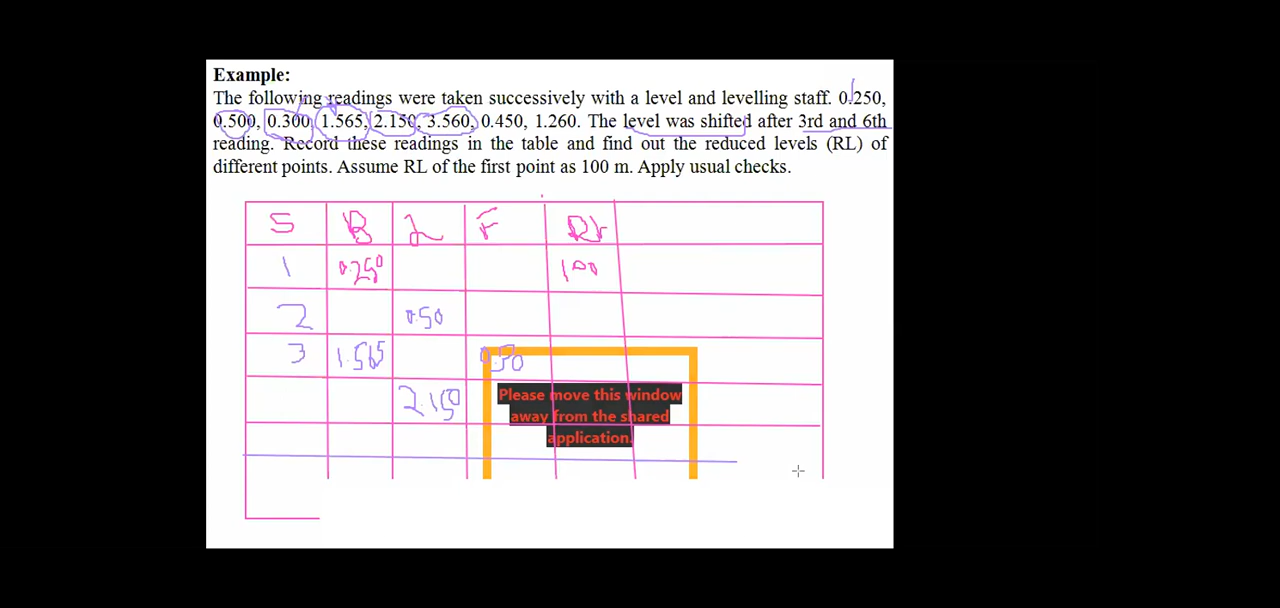 Example:
The following readings were taken successively with a level and levelling staff. 0.250,
0.500, 0.300, 1.565, 2.150, 3.560, 0.450, 1.260. The level was shifted after 3rd and 6th
reading. Record these readings in the table and find out the reduced levels (RL) of
different points. Assume RL of the first point as 100 m. Apply usual checks.
S B I F RL
1 0.250 100
2 0.50
3 1.565 0.30
2.150
Please move this window
away from the shared
application.